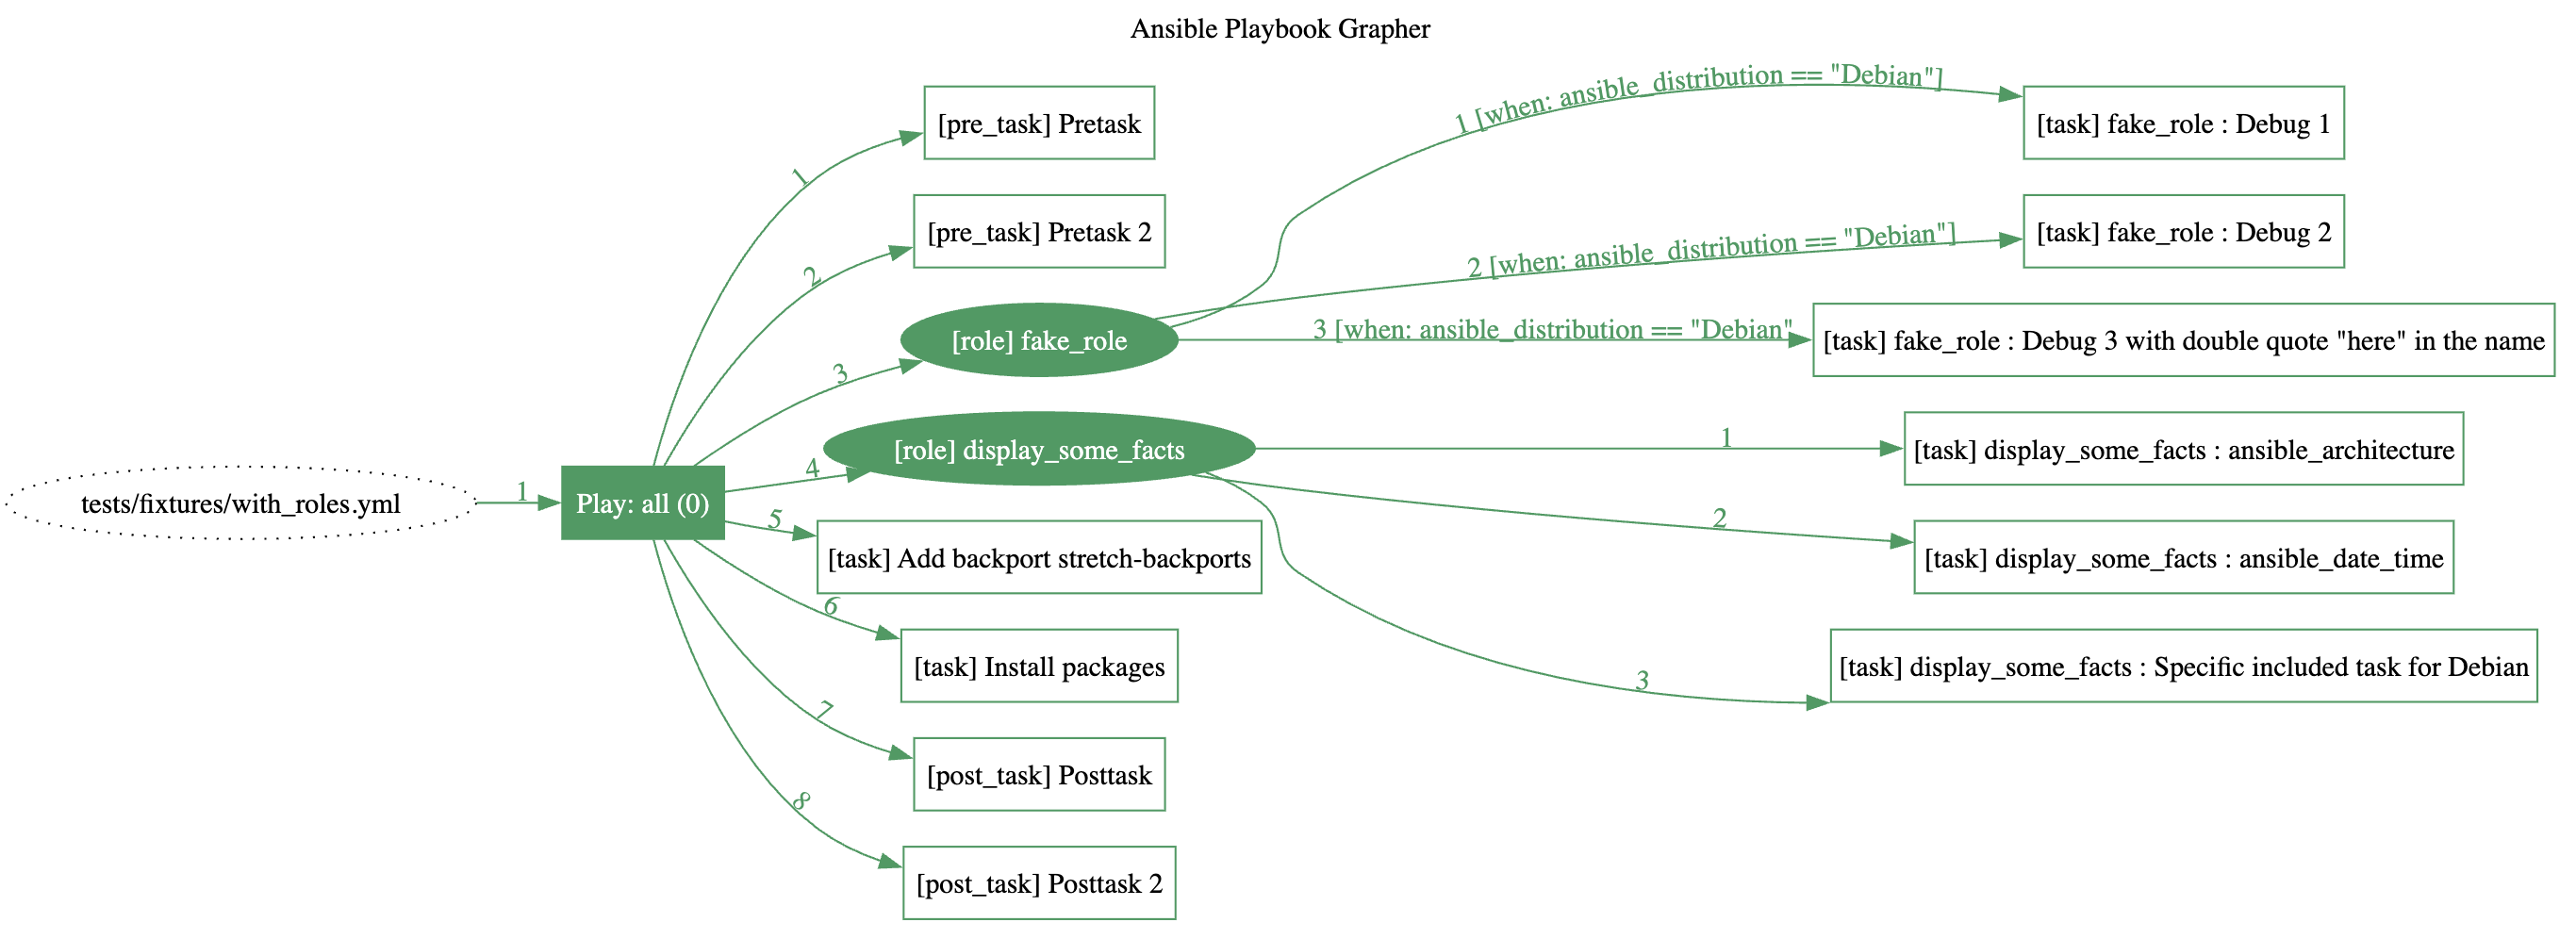 Ansible Playbook Grapher
tests/fixtures/with_roles.yml
1
Play: all (0)
1
[pre_task] Pretask
2
[pre_task] Pretask 2
3
[role] fake_role
1 [when: ansible_distribution == "Debian"]
[task] fake_role : Debug 1
2 [when: ansible_distribution == "Debian"]
[task] fake_role : Debug 2
3 [when: ansible_distribution == "Debian"
[task] fake_role : Debug 3 with double quote "here" in the name
4
[role] display_some_facts
1
[task] display_some_facts : ansible_architecture
2
[task] display_some_facts : ansible_date_time
3
[task] display_some_facts : Specific included task for Debian
5
[task] Add backport stretch-backports
6
[task] Install packages
7
[post_task] Posttask
8
[post_task] Posttask 2